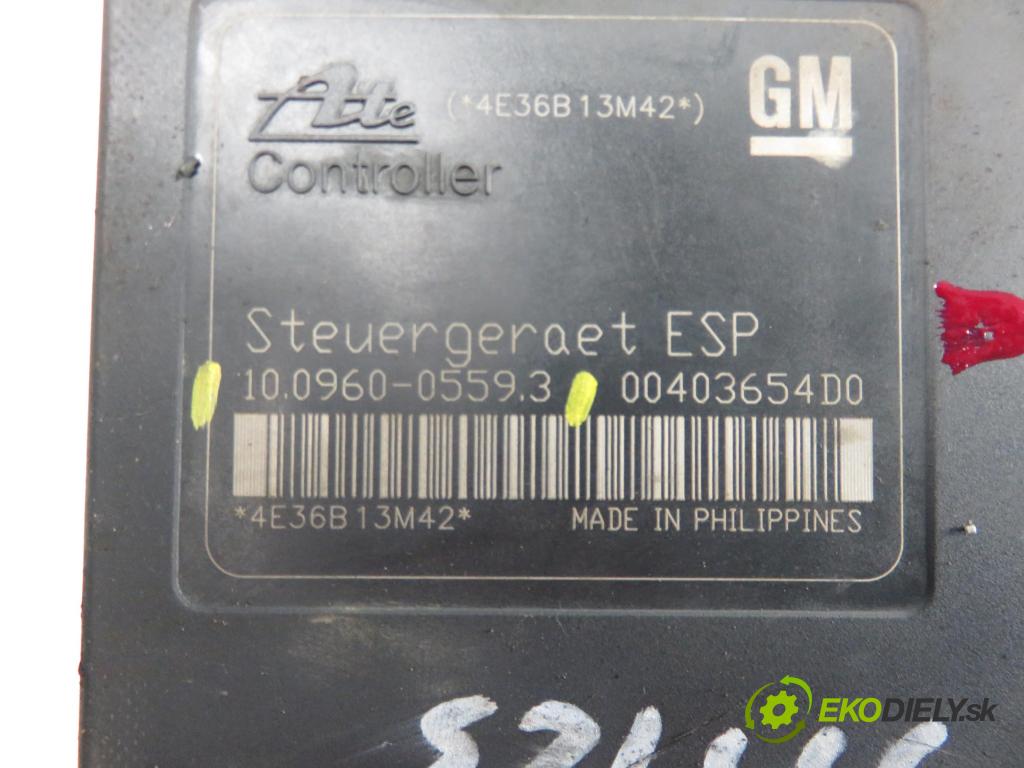 Ate (*4E36B13M42*) GM
Controller
Steuergeraet ESP
10.0960-0559.3 00403654D0
*4E36B13M42* MADE IN PHILIPPINES
EKODIELY.sk